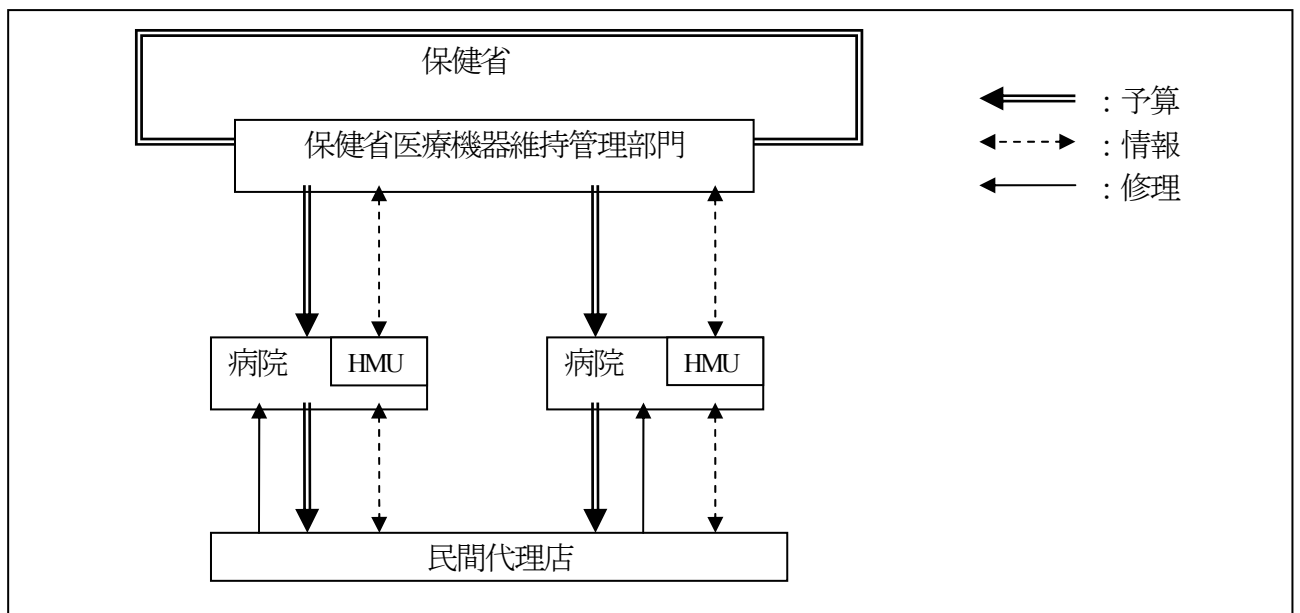 保健省
保健省医療機器維持管理部門
：予算
：情報
：修理
病院
HMU
病院
HMU
民間代理店